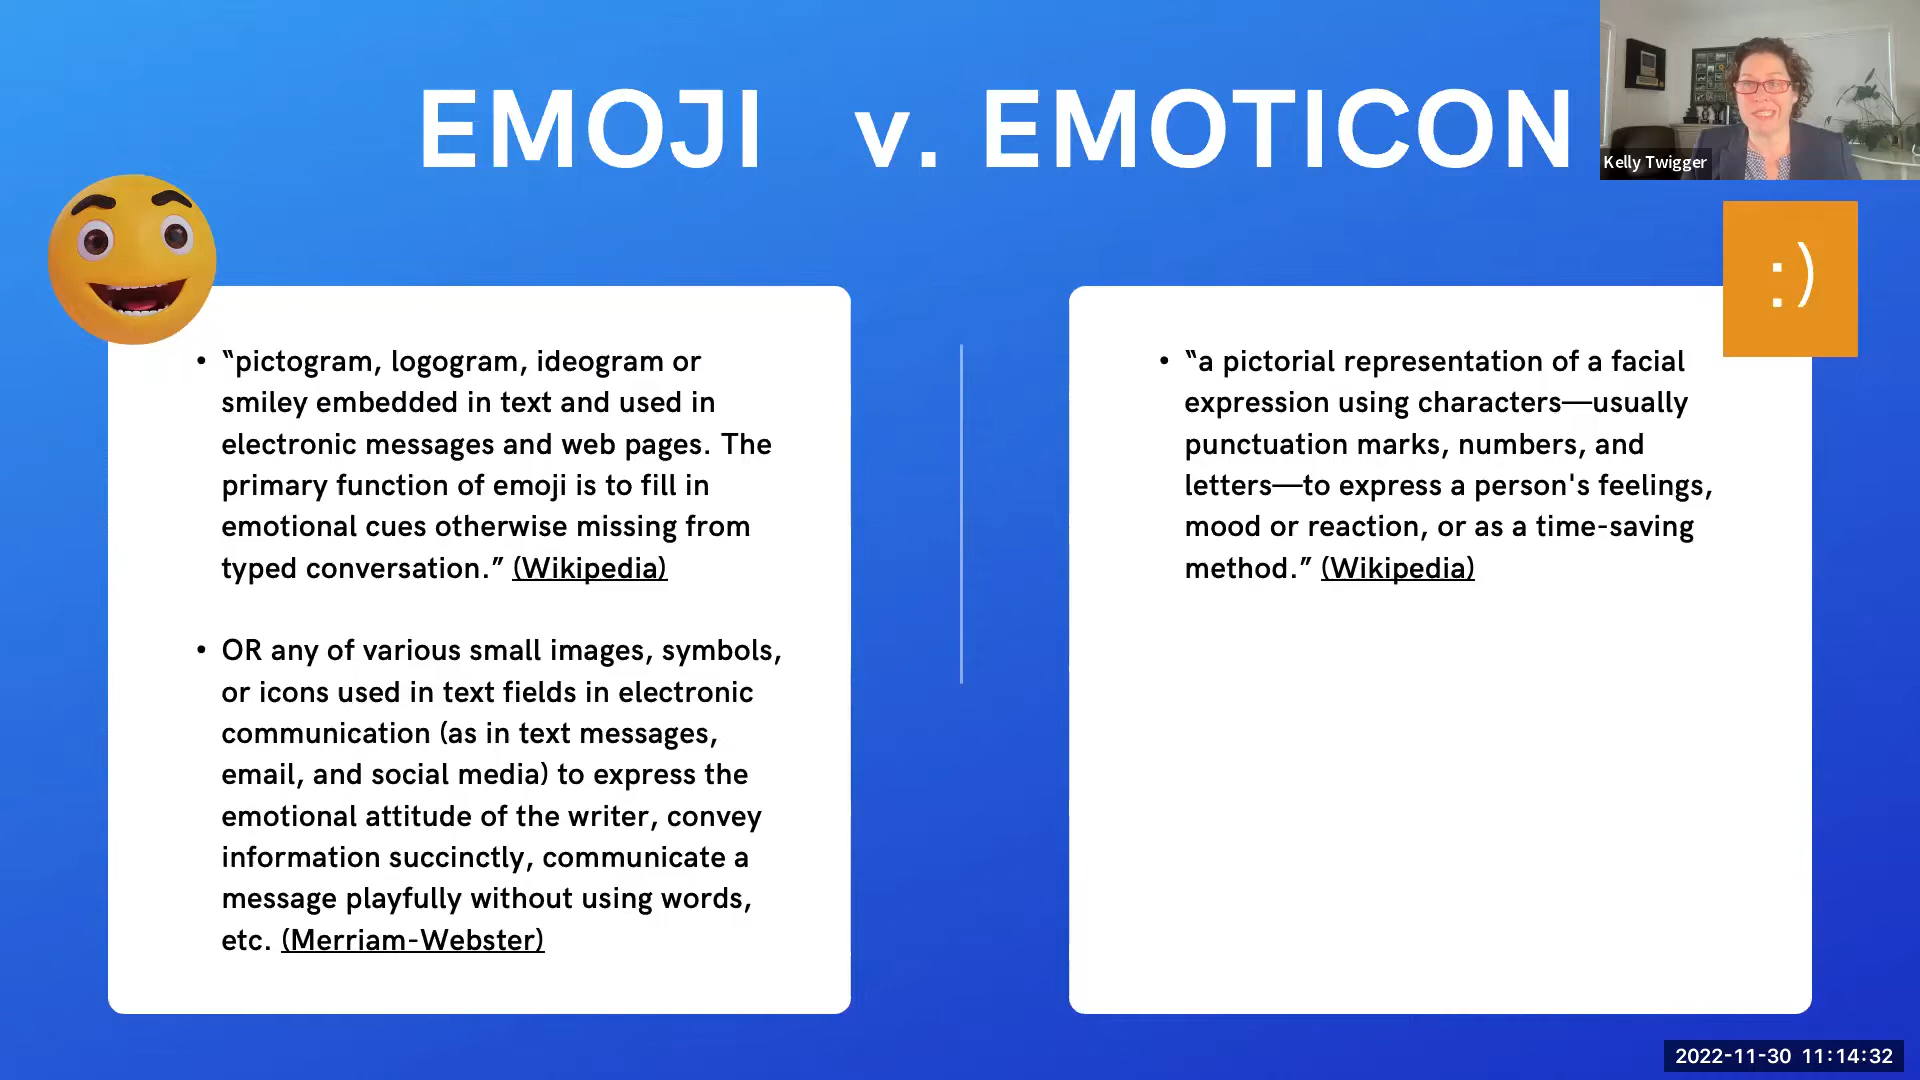 EMOJI v. EMOTICON
Kelly Twigger
:)
• “pictogram, logogram, ideogram or
smiley embedded in text and used in
electronic messages and web pages. The
primary function of emoji is to fill in
emotional cues otherwise missing from
typed conversation.” (Wikipedia)
• OR any of various small images, symbols,
or icons used in text fields in electronic
communication (as in text messages,
email, and social media) to express the
emotional attitude of the writer, convey
information succinctly, communicate a
message playfully without using words,
etc. (Merriam-Webster)
• “a pictorial representation of a facial
expression using characters—usually
punctuation marks, numbers, and
letters—to express a person's feelings,
mood or reaction, or as a time-saving
method.” (Wikipedia)
2022-11-30 11:14:32